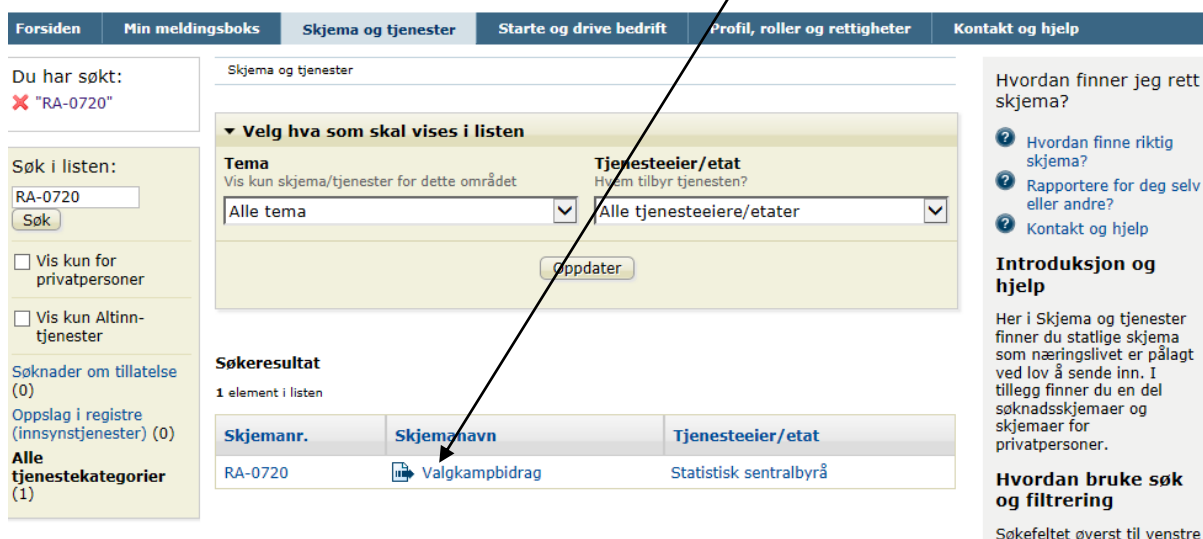 Forsiden Min meldingsboks Skjema og tjenester Starte og drive bedrift Profil, roller og rettigheter Kontakt og hjelp
Du har søkt:
"RA-0720"
Søk i listen:
RA-0720
Søk
Vis kun for
privatpersoner
Vis kun Altinn-
tjenester
Søknader om tillatelse
(0)
Oppslag i registre
(innsynstjenester) (0)
Alle
tjenestekategorier
(1)
Skjema og tjenester
Velg hva som skal vises i listen
Tema
Vis kun skjema/tjenester for dette området
Alle tema
Tjenesteeier/etat
Hvem tilbyr tjenesten?
Alle tjenesteeiere/etater
Oppdater
Søkeresultat
1 element i listen
Skjemanr. Skjemanavn Tjenesteeier/etat
RA-0720 Valgkampbidrag Statistisk sentralbyrå
Hvordan finner jeg rett
skjema?
Hvordan finne riktig
skjema?
Rapportere for deg selv
eller andre?
Kontakt og hjelp
Introduksjon og
hjelp
Her i Skjema og tjenester
finner du statlige skjema
som næringslivet er pålagt
ved lov å sende inn. I
tillegg finner du en del
søknadsskjemaer og
skjemaer for
privatpersoner.
Hvordan bruke søk
og filtrering
Søkefeltet øverst til venstre